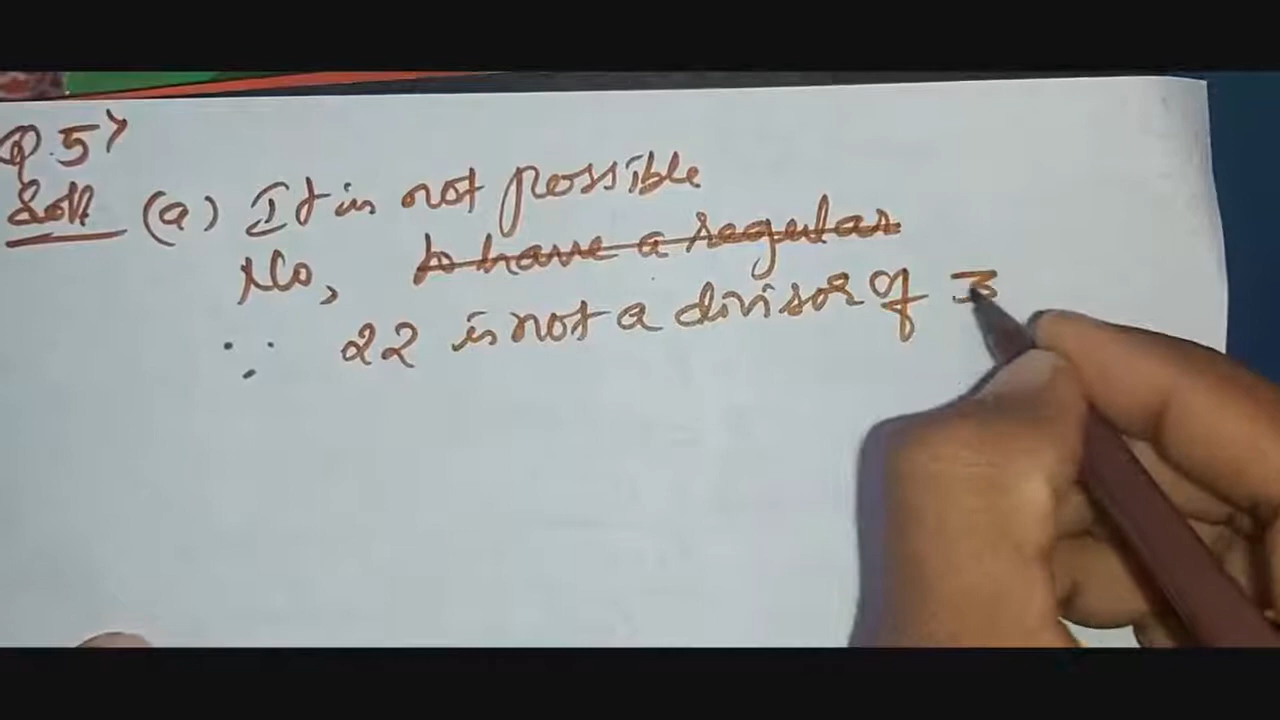 Q.5>
Soln (a) It is not possible
No, to have a regular
∵ 22 is not a divisor of 3